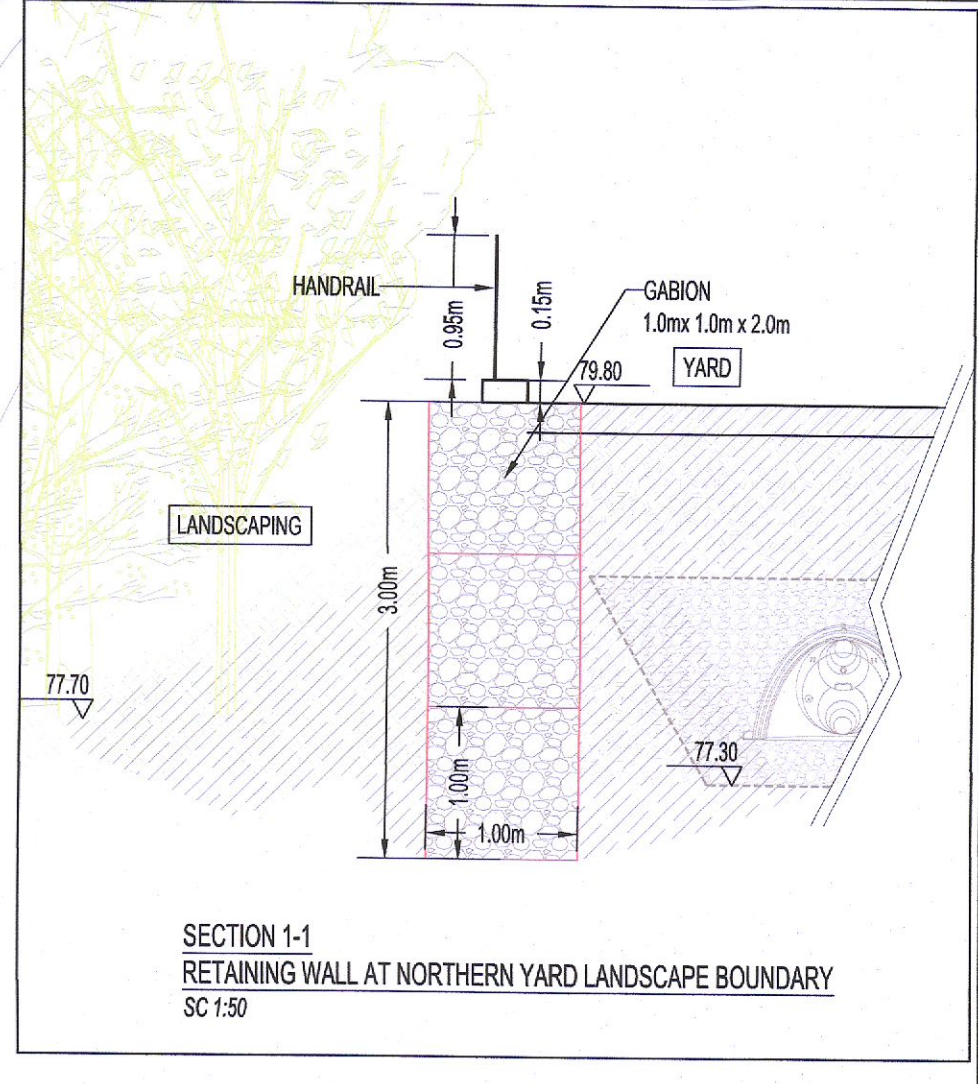 HANDRAIL
0.95m
0.15m
GABION
1.0mx 1.0m x 2.0m
79.80
YARD
LANDSCAPING
3.00m
77.70
77.30
1.00m
1.00m
SECTION 1-1
RETAINING WALL AT NORTHERN YARD LANDSCAPE BOUNDARY
SC 1:50